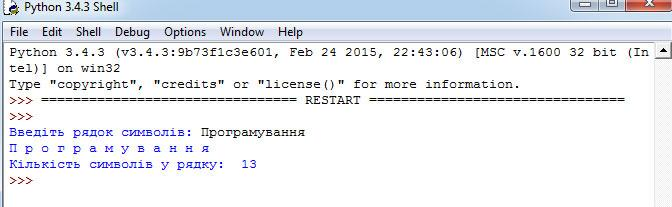 Python 3.4.3 Shell
File Edit Shell Debug Options Window Help
Python 3.4.3 (v3.4.3:9b73f1c3e601, Feb 24 2015, 22:43:06) [MSC v.1600 32 bit (In
tel)] on win32
Type "copyright", "credits" or "license()" for more information.
>>> ================================ RESTART ================================
>>>
Введіть рядок символів: Програмування
П р о г р а м у в а н н я
Кількість символів у рядку:  13
>>>